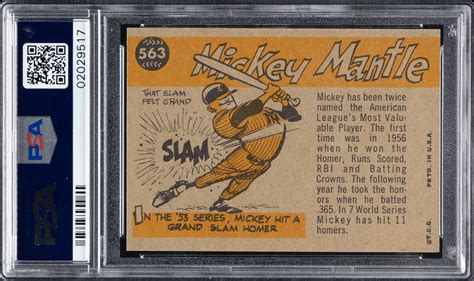 PSA
PSA
02029517
563
Mickey Mantle
THAT SLAM
FELT GRAND
SLAM
IN THE '53 SERIES, MICKEY HIT A
GRAND SLAM HOMER
Mickey has been twice
named the American
League's Most Valu-
able Player. The first
time was in 1956
when he won the
Homer, Runs Scored,
RBI and Batting
Crowns. The following
year he took the hon-
ors when he batted
.365. In 7 World Series
Mickey has hit 11
homers.
©T.C.G.
PRTD. IN U.S.A.